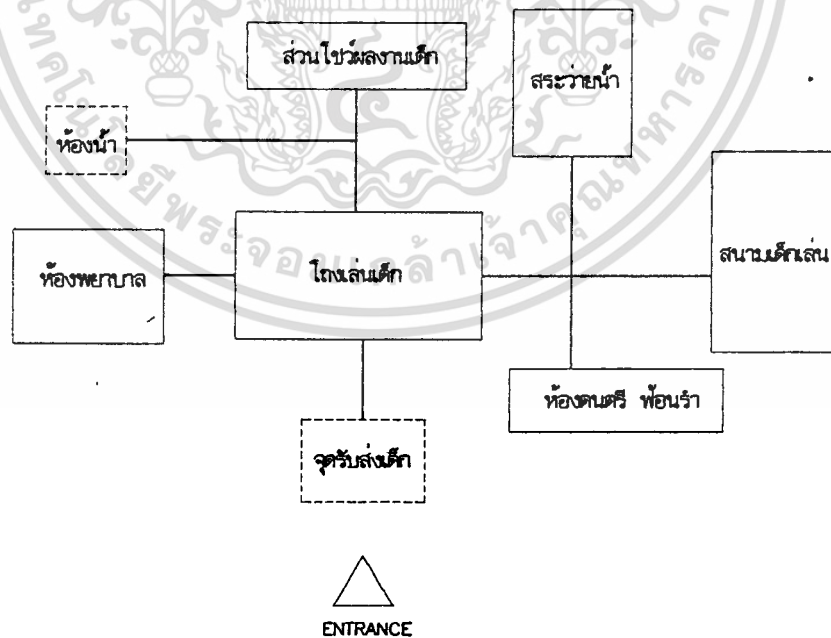 ส่วนโชว์ผลงานเด็ก
สระว่ายน้ำ
ห้องน้ำ
สนามเด็กเล่น
ห้องพยาบาล
โถงเล่นเด็ก
ห้องดนตรี ฟ้อนรำ
จุดรับส่งเด็ก
ENTRANCE